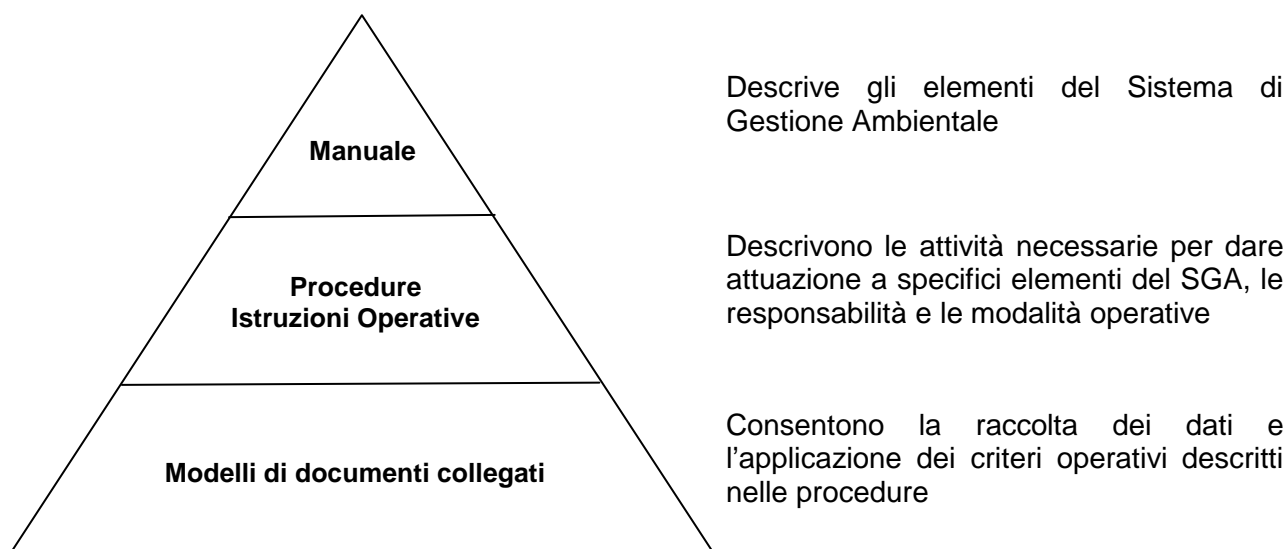 Descrive gli elementi del Sistema di
Gestione Ambientale
Manuale
Descrivono le attività necessarie per dare
attuazione a specifici elementi del SGA, le
responsabilità e le modalità operative
Procedure
Istruzioni Operative
Consentono la raccolta dei dati e
l'applicazione dei criteri operativi descritti
nelle procedure
Modelli di documenti collegati